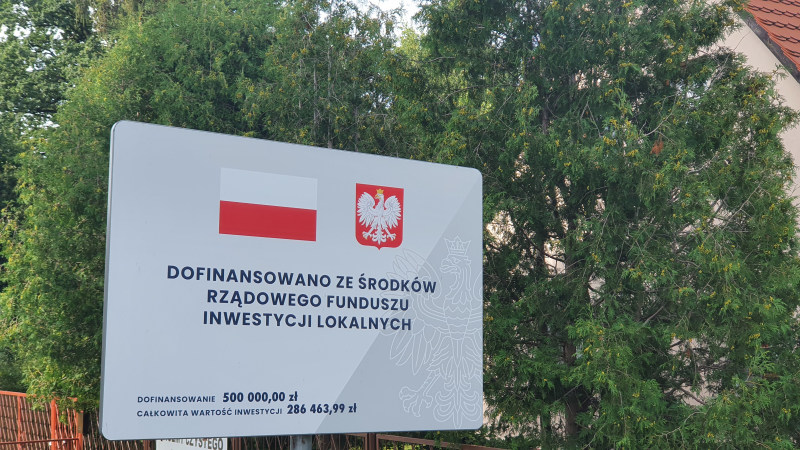 DOFINANSOWANO ZE ŚRODKÓW
RZĄDOWEGO FUNDUSZU
INWESTYCJI LOKALNYCH
DOFINANSOWANIE 500 000,00 zł
CAŁKOWITA WARTOŚĆ INWESTYCJI 286 463,99 zł